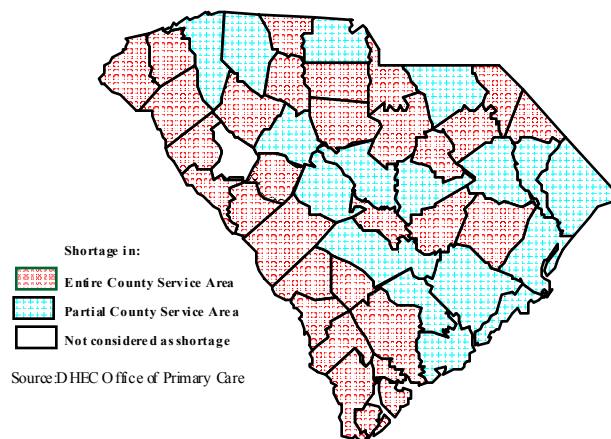 Shortage in:
Entire County Service Area
Partial County Service Area
Not considered as shortage
Source:DHEC Office of Primary Care